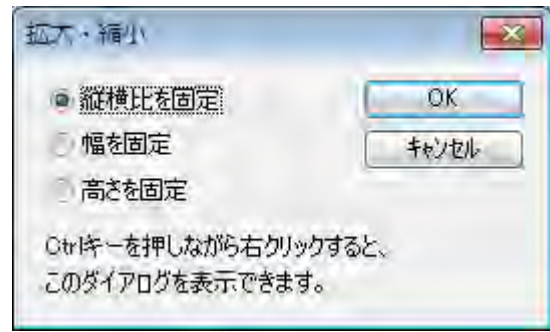 拡大・縮小
縦横比を固定
OK
幅を固定
キャンセル
高さを固定
Ctrlキーを押しながら右クリックすると、
このダイアログを表示できます。